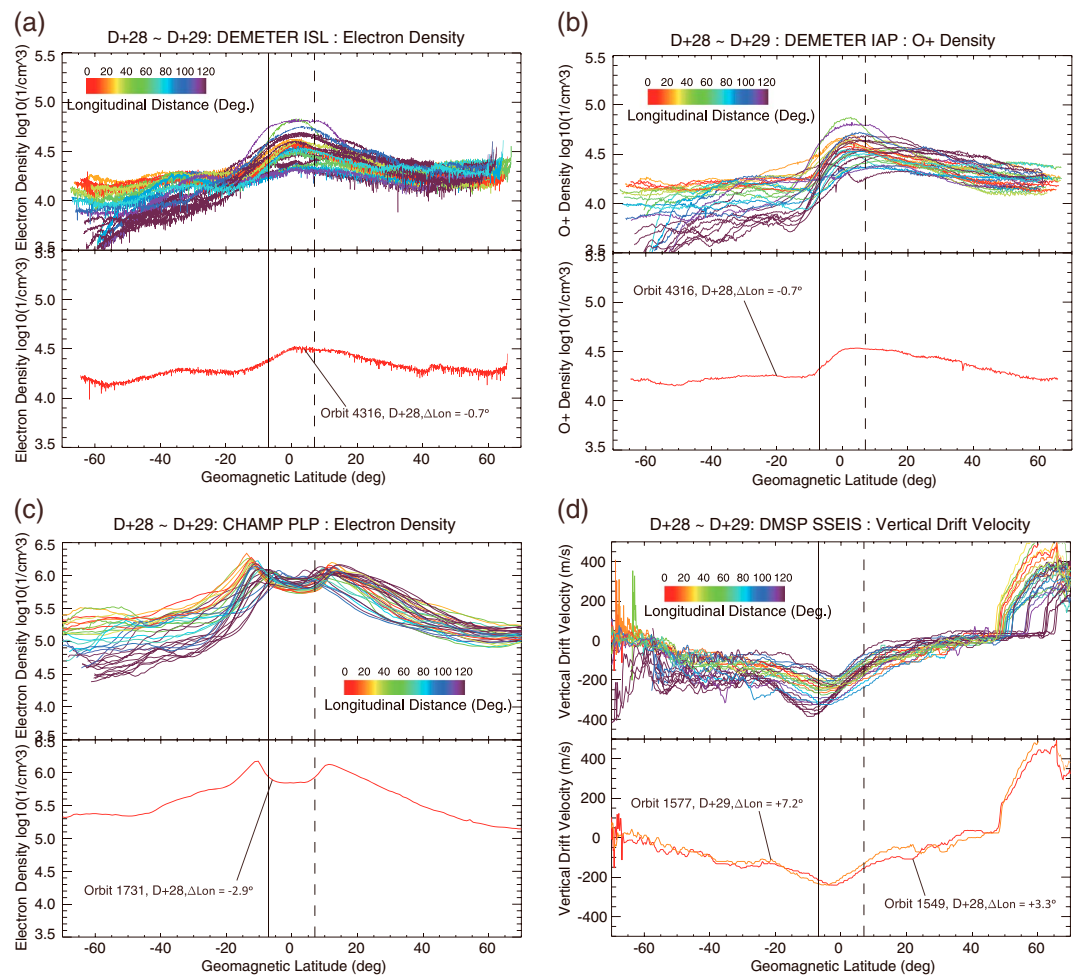 (a)
D+28 ~ D+29: DEMETER ISL : Electron Density
0 20 40 60 80 100 120
Longitudinal Distance (Deg.)
Electron Density log10(1/cm^3)
5.5
5.0
4.5
4.0
3.5
Electron Density log10(1/cm^3)
5.5
5.0
4.5
4.0
3.5
Orbit 4316, D+28,ΔLon = -0.7º
-60 -40 -20 0 20 40 60
Geomagnetic Latitude (deg)
(b)
D+28 ~ D+29 : DEMETER IAP : O+ Density
0 20 40 60 80 100 120
Longitudinal Distance (Deg.)
O+ Density log10(1/cm^3)
5.5
5.0
4.5
4.0
3.5
O+ Density log10(1/cm^3)
5.5
5.0
4.5
4.0
3.5
Orbit 4316, D+28,ΔLon = -0.7º
-60 -40 -20 0 20 40 60
Geomagnetic Latitude (deg)
(c)
D+28 ~ D+29: CHAMP PLP : Electron Density
0 20 40 60 80 100 120
Longitudinal Distance (Deg.)
Electron Density log10(1/cm^3)
6.5
6.0
5.5
5.0
4.5
Electron Density log10(1/cm^3)
6.5
6.0
5.5
5.0
4.5
3.5
Orbit 1731, D+28,ΔLon = -2.9º
-60 -40 -20 0 20 40 60
Geomagnetic Latitude (deg)
(d)
D+28 ~ D+29: DMSP SSEIS : Vertical Drift Velocity
0 20 40 60 80 100 120
Longitudinal Distance (Deg.)
Vertical Drift Velocity (m/s)
400
200
0
-200
-400
Vertical Drift Velocity (m/s)
400
200
0
-200
-400
Orbit 1577, D+29,ΔLon = +7.2º
Orbit 1549, D+28,ΔLon = +3.3º
-60 -40 -20 0 20 40 60
Geomagnetic Latitude (deg)